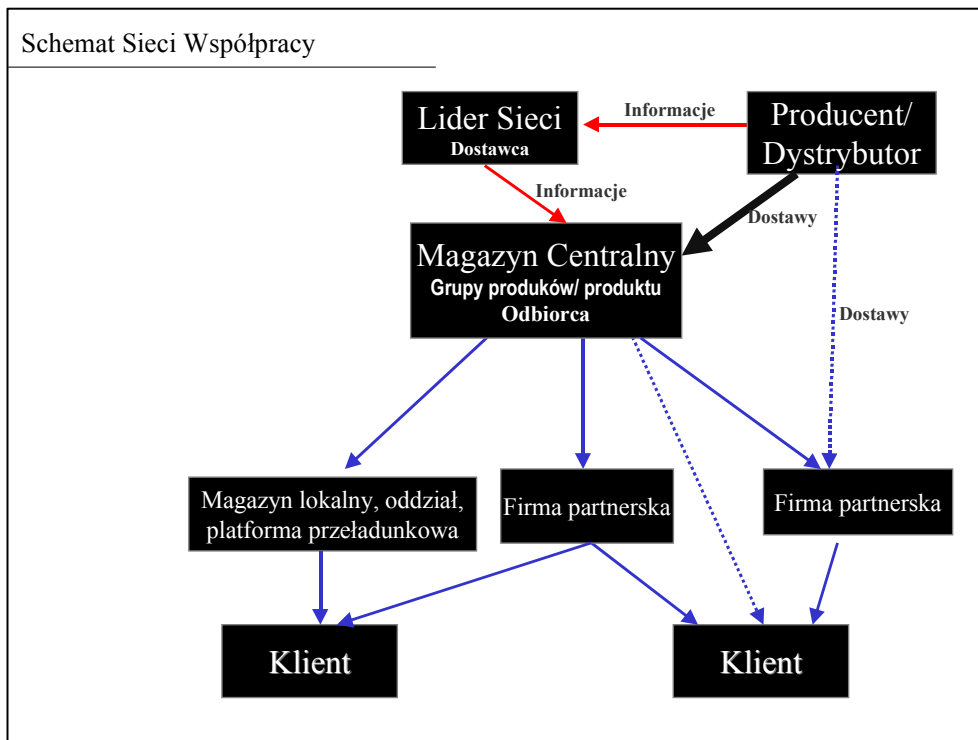 Schemat Sieci Współpracy
Lider Sieci
Dostawca
Informacje
Producent/
Dystrybutor
Informacje
Dostawy
Magazyn Centralny
Grupy produków/ produktu
Odbiorca
Dostawy
Magazyn lokalny, oddział,
platforma przeładunkowa
Firma partnerska
Firma partnerska
Klient
Klient